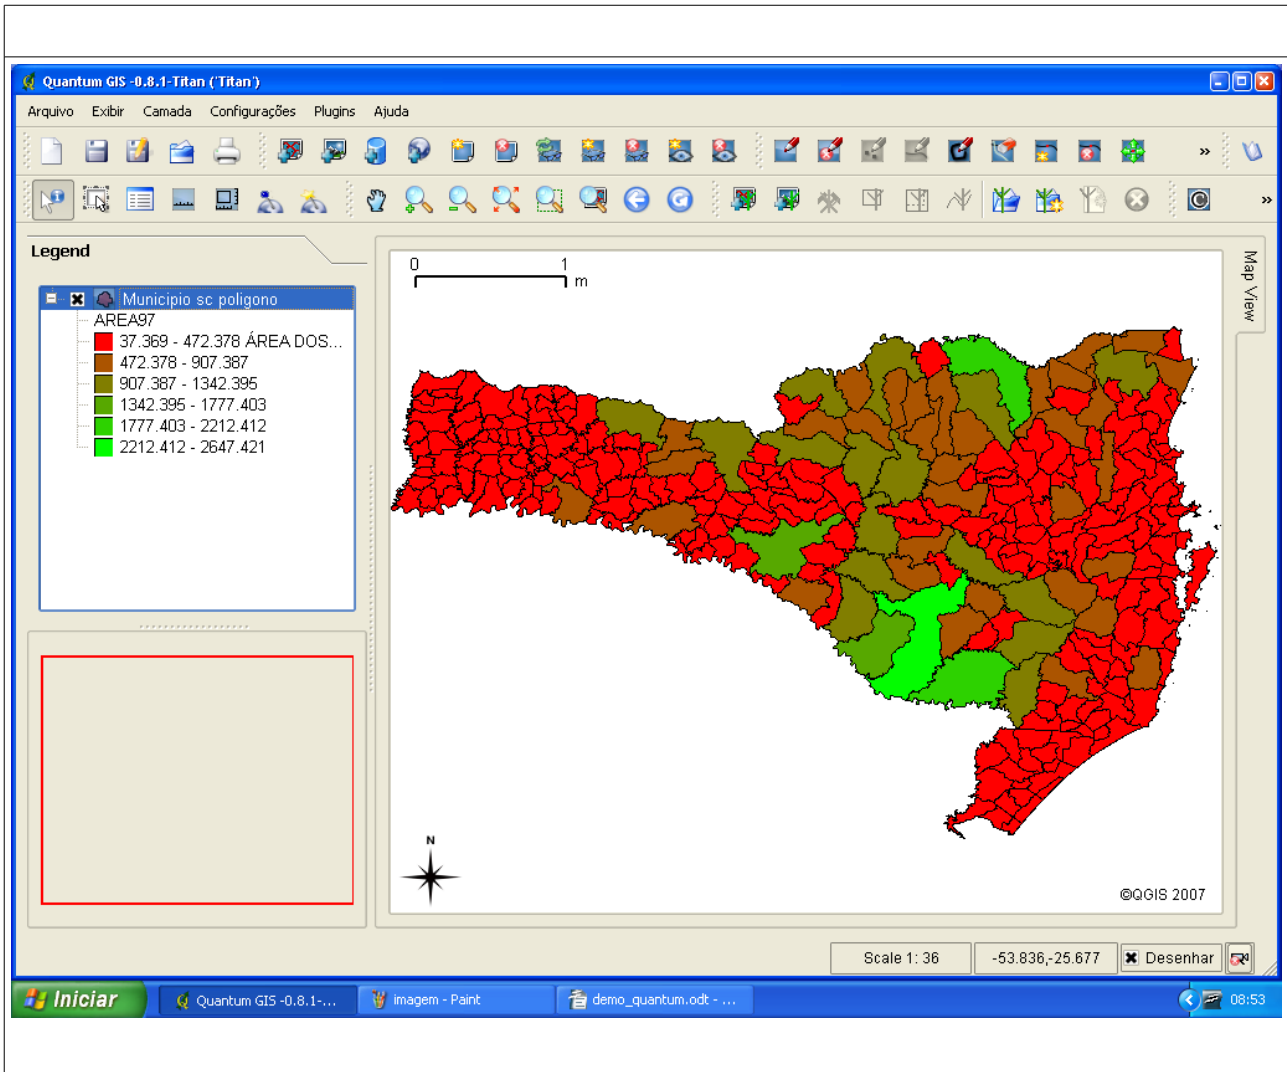 Quantum GIS -0.8.1-Titan ('Titan')
Arquivo Exibir Camada Configurações Plugins Ajuda
»
»
Legend
Municipio sc poligono
AREA97
37.369 - 472.378 ÁREA DOS...
472.378 - 907.387
907.387 - 1342.395
1342.395 - 1777.403
1777.403 - 2212.412
2212.412 - 2647.421
0 1
m
Map View
N
©QGIS 2007
Scale 1: 36
-53.836,-25.677
Desenhar
Iniciar
Quantum GIS -0.8.1-...
imagem - Paint
demo_quantum.odt - ...
08:53